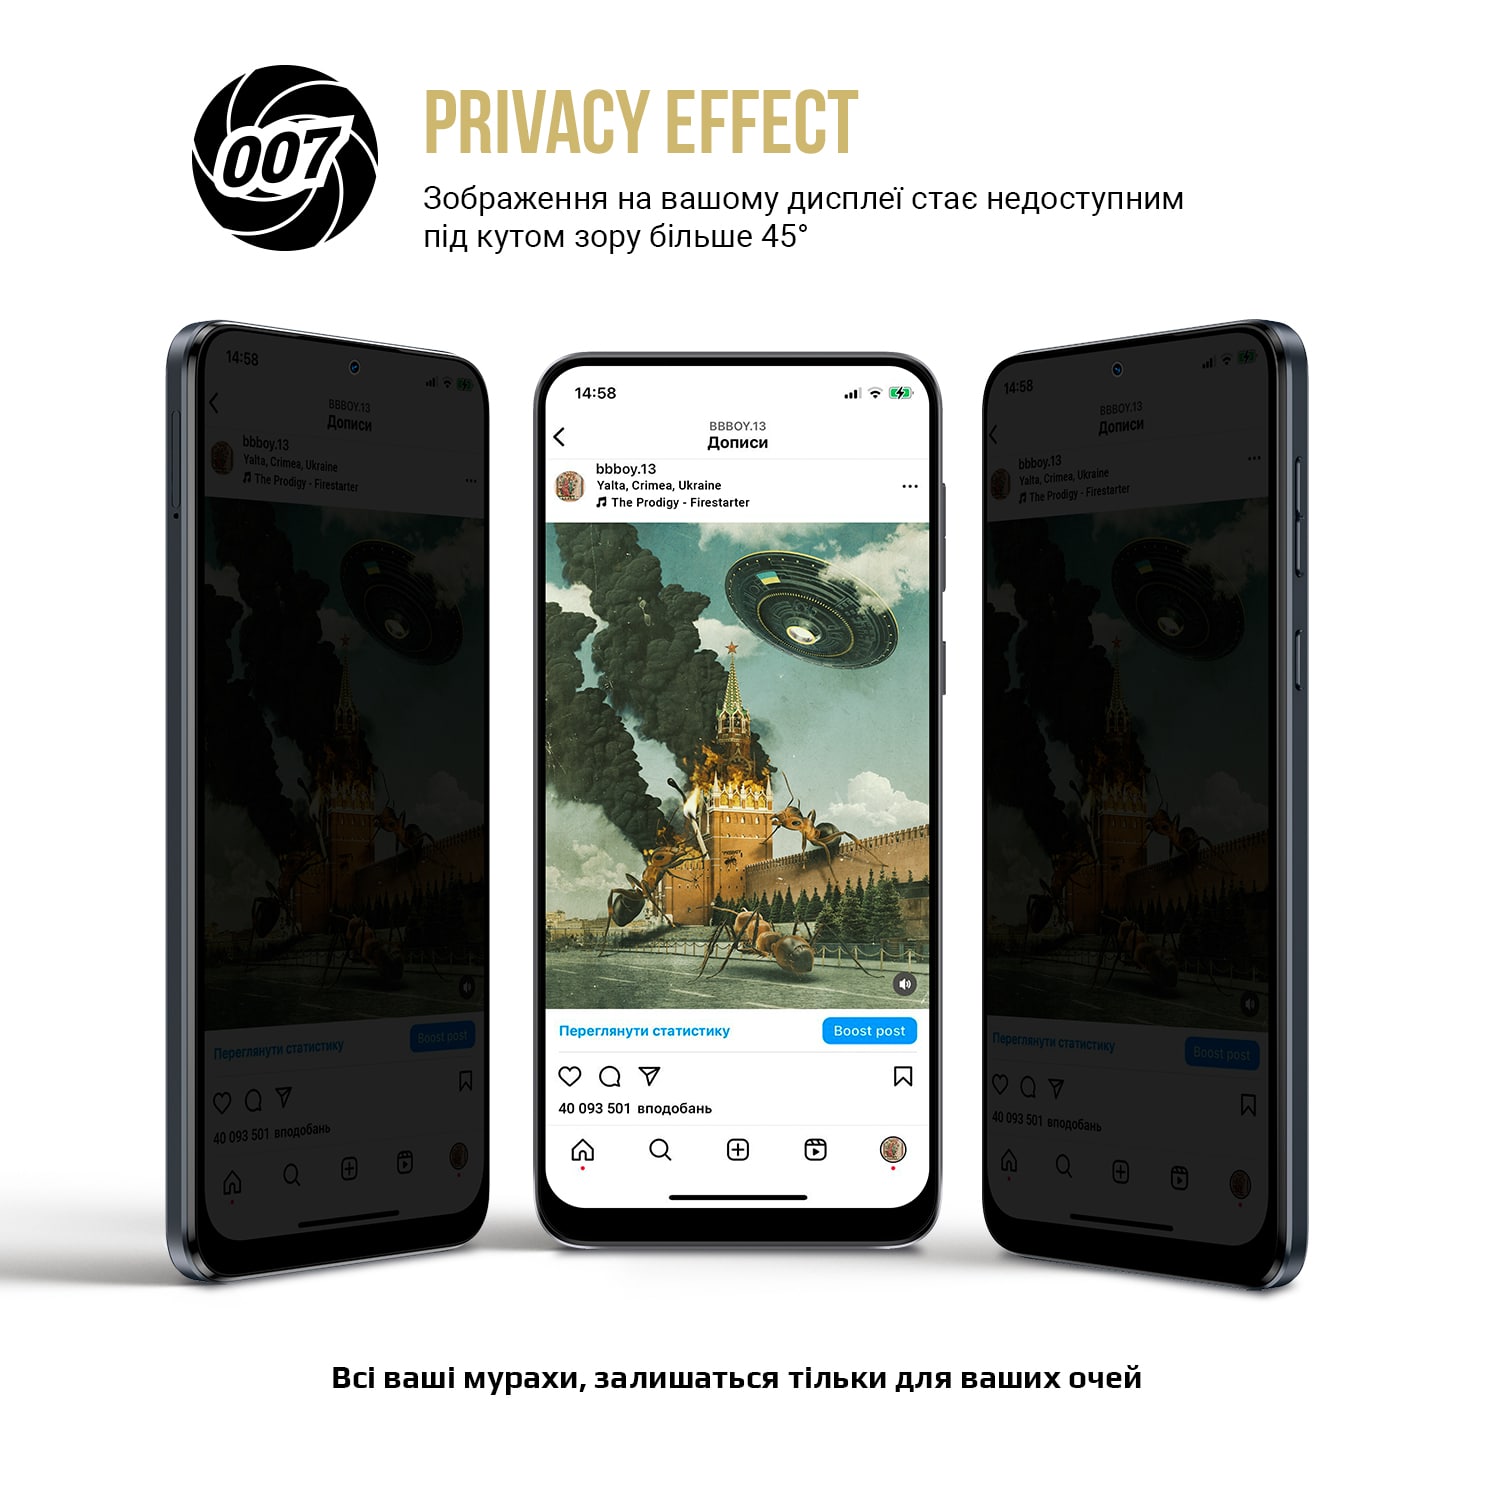 007
PRIVACY EFFECT
Зображення на вашому дисплеї стає недоступним
під кутом зору більше 45°
14:58
BBBOY.13
Дописи
bbboy.13
Yalta, Crimea, Ukraine
The Prodigy - Firestarter
Переглянути статистику
Boost post
40 093 501 вподобань
14:58
BBBOY.13
Дописи
bbboy.13
Yalta, Crimea, Ukraine
The Prodigy - Firestarter
Переглянути статистику
Boost post
40 093 501 вподобань
14:58
BBBOY.13
Дописи
bbboy.13
Yalta, Crimea, Ukraine
The Prodigy - Firestarter
Переглянути статистику
Boost post
40 093 501 вподобань
Всі ваші мурахи, залишаться тільки для ваших очей